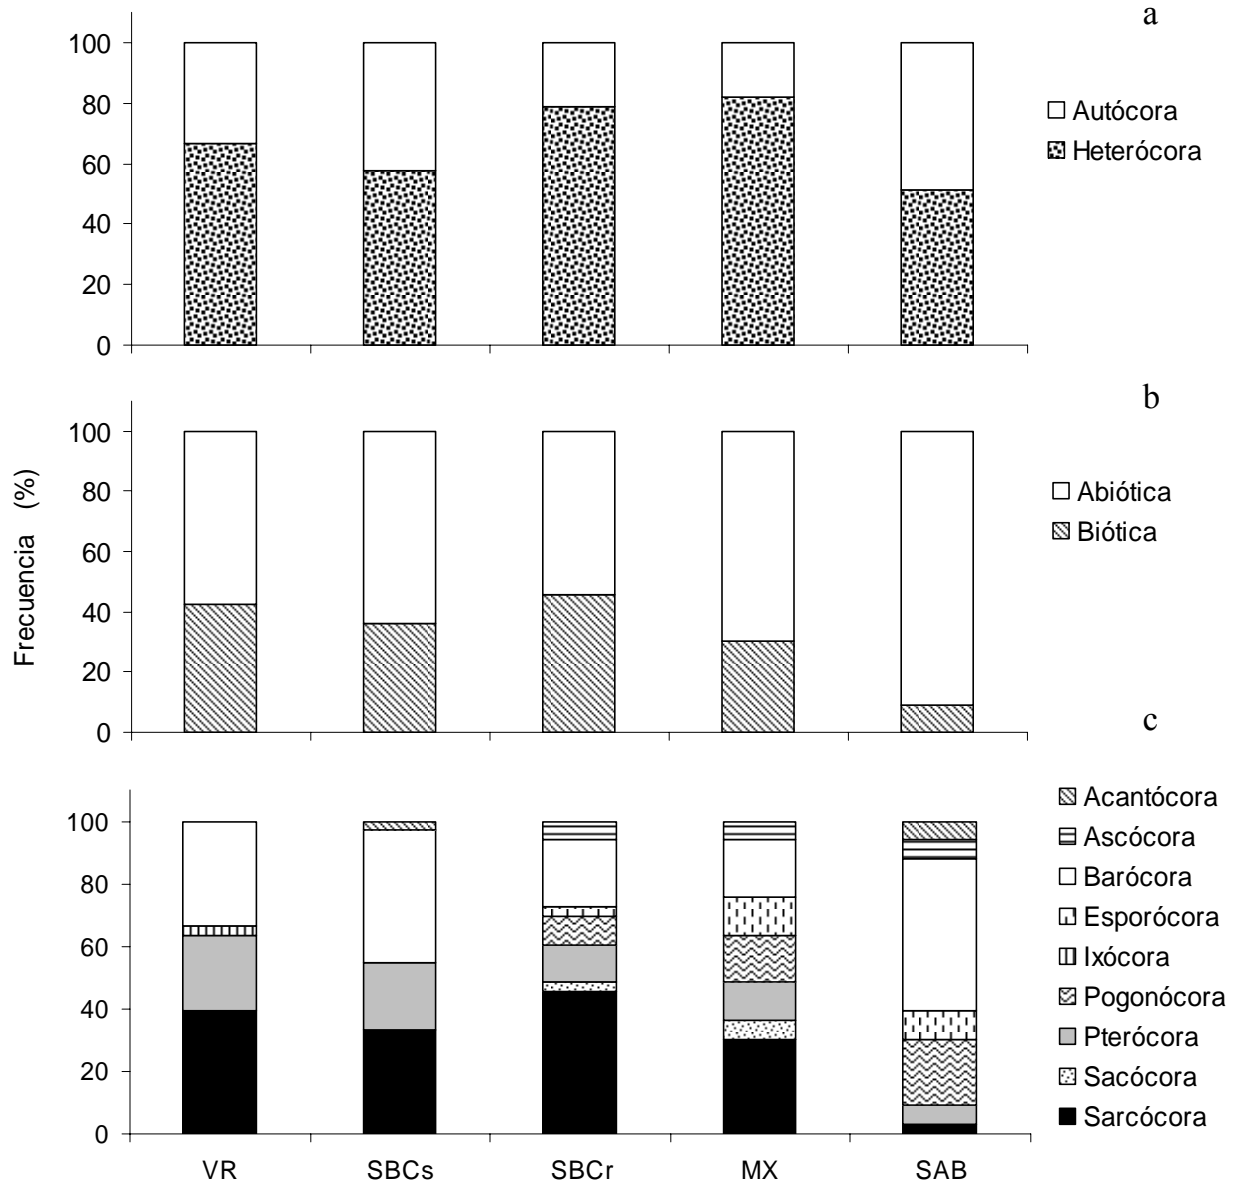 a
100
80
60
40
20
0
Autócora
Heterócora
b
100
80
60
40
20
0
Abiótica
Biótica
Frecuencia (%)
c
100
80
60
40
20
0
Acantócora
Ascócora
Barócora
Esporócora
Ixócora
Pogonócora
Pterócora
Sacócora
Sarcócora
VR SBCs SBCr MX SAB